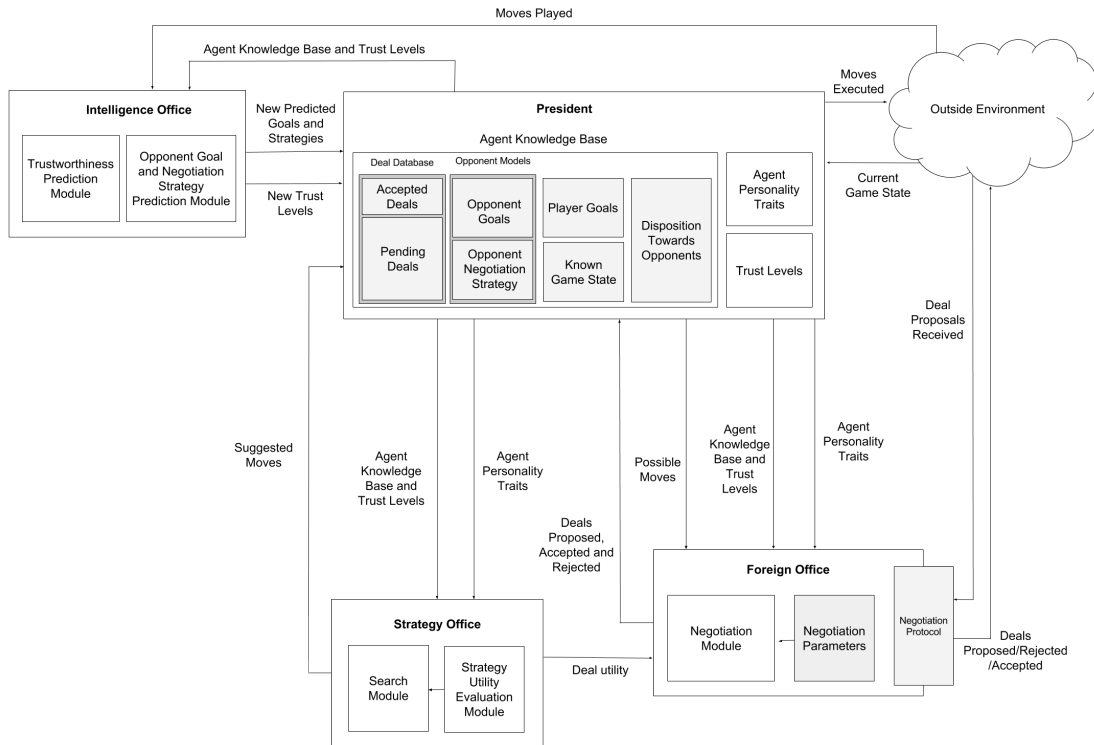 Moves Played
Agent Knowledge Base and Trust Levels
Intelligence Office
Trustworthiness
Prediction
Module
Opponent Goal
and Negotiation
Strategy
Prediction Module
New Predicted
Goals and
Strategies
New Trust
Levels
President
Agent Knowledge Base
Deal Database
Accepted
Deals
Pending
Deals
Opponent Models
Opponent
Goals
Opponent
Negotiation
Strategy
Player Goals
Known
Game State
Disposition
Towards
Opponents
Agent
Personality
Traits
Trust Levels
Moves
Executed
Outside Environment
Current
Game State
Deal
Proposals
Received
Suggested
Moves
Agent
Knowledge
Base and
Trust Levels
Agent
Personality
Traits
Deals
Proposed,
Accepted and
Rejected
Possible
Moves
Agent
Knowledge
Base and Trust
Levels
Agent
Personality
Traits
Strategy Office
Search
Module
Strategy
Utility
Evaluation
Module
Deal utility
Foreign Office
Negotiation
Module
Negotiation
Parameters
Negotiation
Protocol
Deals
Proposed/Rejected
/Accepted